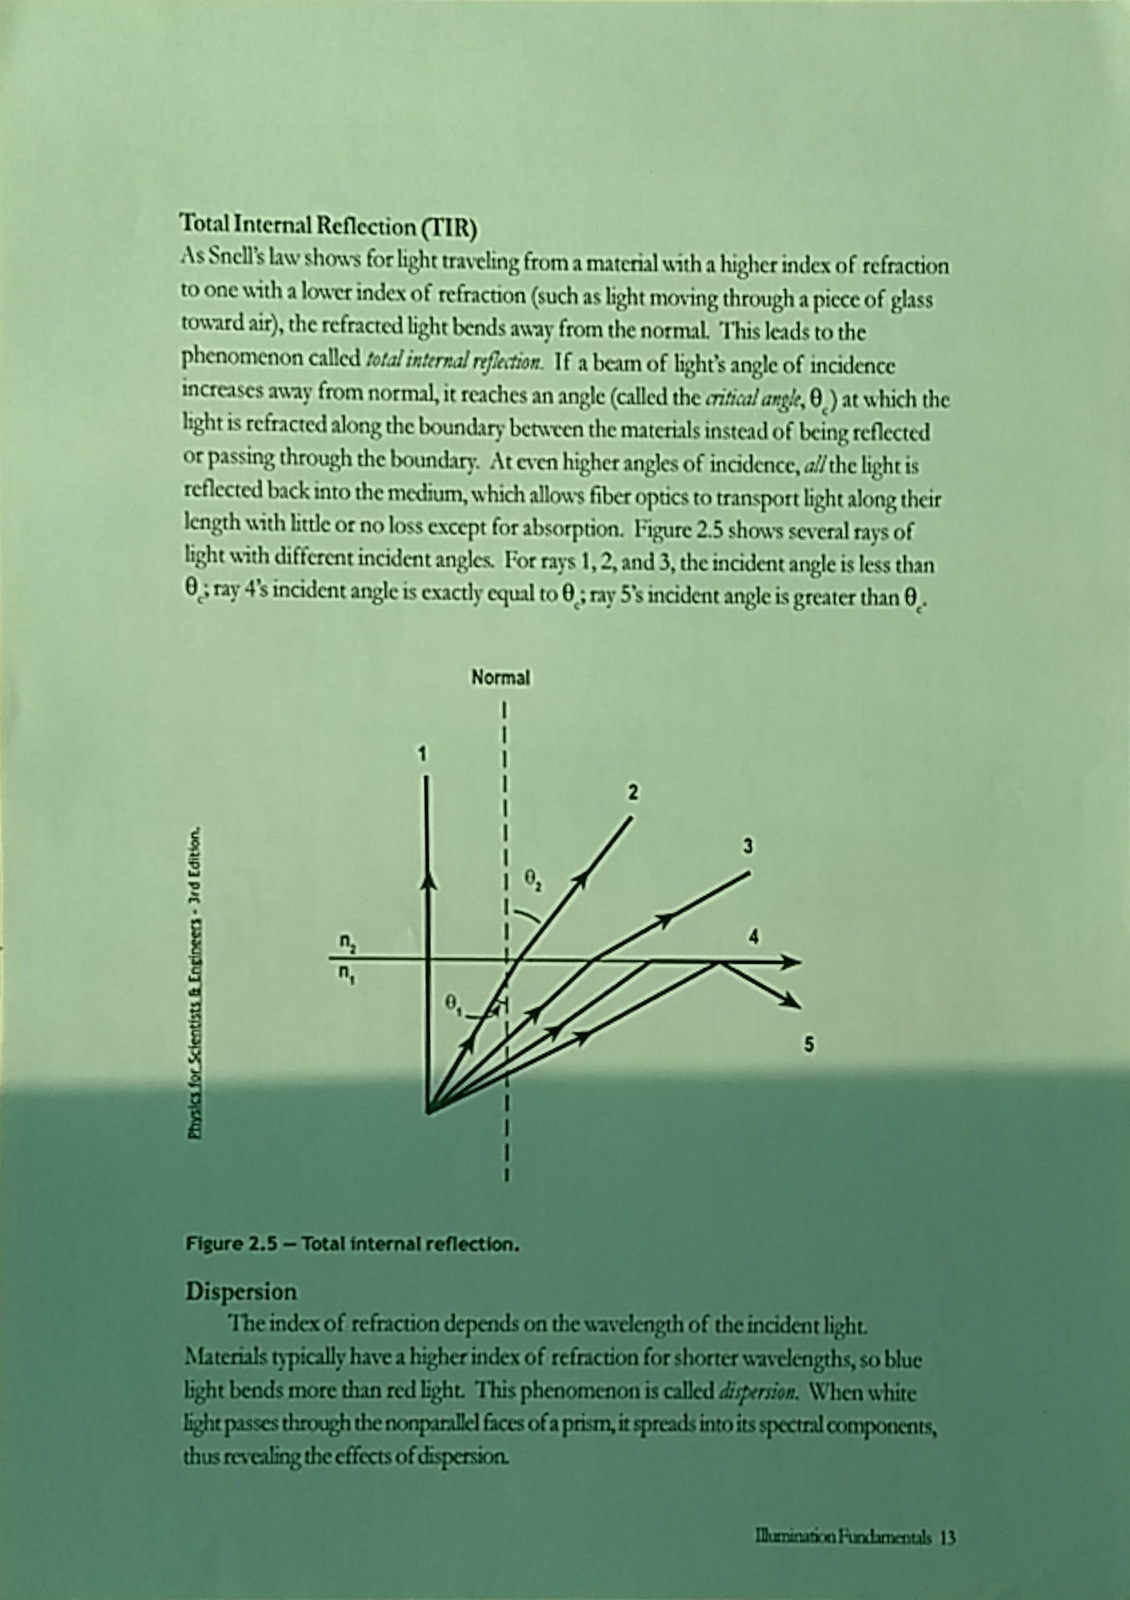 Total Internal Reflection (TIR)
As Snell's law shows for light traveling from a material with a higher index of refraction
to one with a lower index of refraction (such as light moving through a piece of glass
toward air), the refracted light bends away from the normal. This leads to the
phenomenon called total internal reflection. If a beam of light's angle of incidence
increases away from normal, it reaches an angle (called the critical angle, θc) at which the
light is refracted along the boundary between the materials instead of being reflected
or passing through the boundary. At even higher angles of incidence, all the light is
reflected back into the medium, which allows fiber optics to transport light along their
length with little or no loss except for absorption. Figure 2.5 shows several rays of
light with different incident angles. For rays 1, 2, and 3, the incident angle is less than
θc; ray 4's incident angle is exactly equal to θc; ray 5's incident angle is greater than θc.
Normal
1
2
3
θ2
4
n2
n1
θ1
5
Physics for Scientists & Engineers - 3rd Edition.
Figure 2.5 – Total internal reflection.
Dispersion
The index of refraction depends on the wavelength of the incident light.
Materials typically have a higher index of refraction for shorter wavelengths, so blue
light bends more than red light. This phenomenon is called dispersion. When white
light passes through the nonparallel faces of a prism, it spreads into its spectral components,
thus revealing the effects of dispersion.
Illumination Fundamentals 13